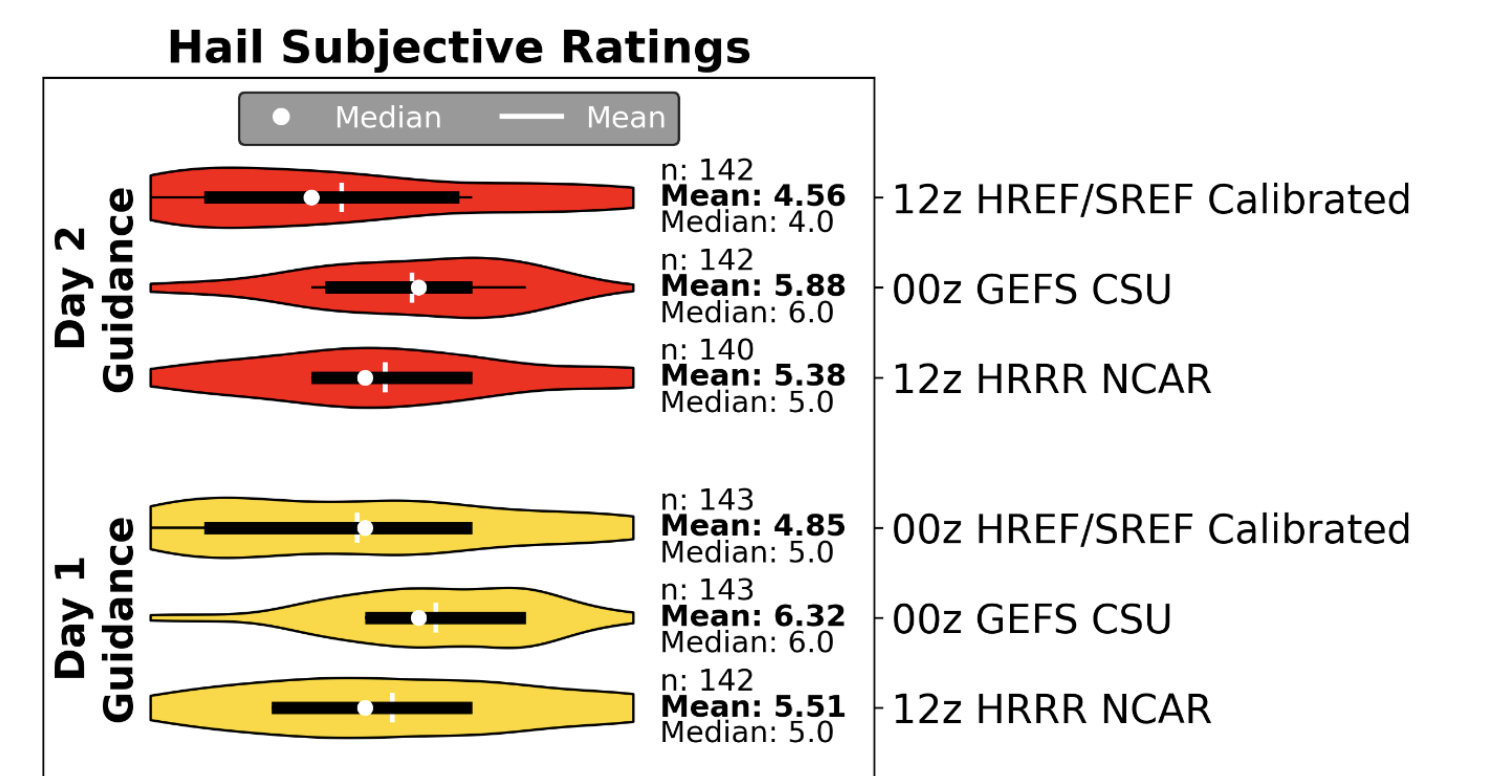 Hail Subjective Ratings
Median Mean
Day 2
Guidance
n: 142
Mean: 4.56
Median: 4.0
12z HREF/SREF Calibrated
n: 142
Mean: 5.88
Median: 6.0
00z GEFS CSU
n: 140
Mean: 5.38
Median: 5.0
12z HRRR NCAR
Day 1
Guidance
n: 143
Mean: 4.85
Median: 5.0
00z HREF/SREF Calibrated
n: 143
Mean: 6.32
Median: 6.0
00z GEFS CSU
n: 142
Mean: 5.51
Median: 5.0
12z HRRR NCAR